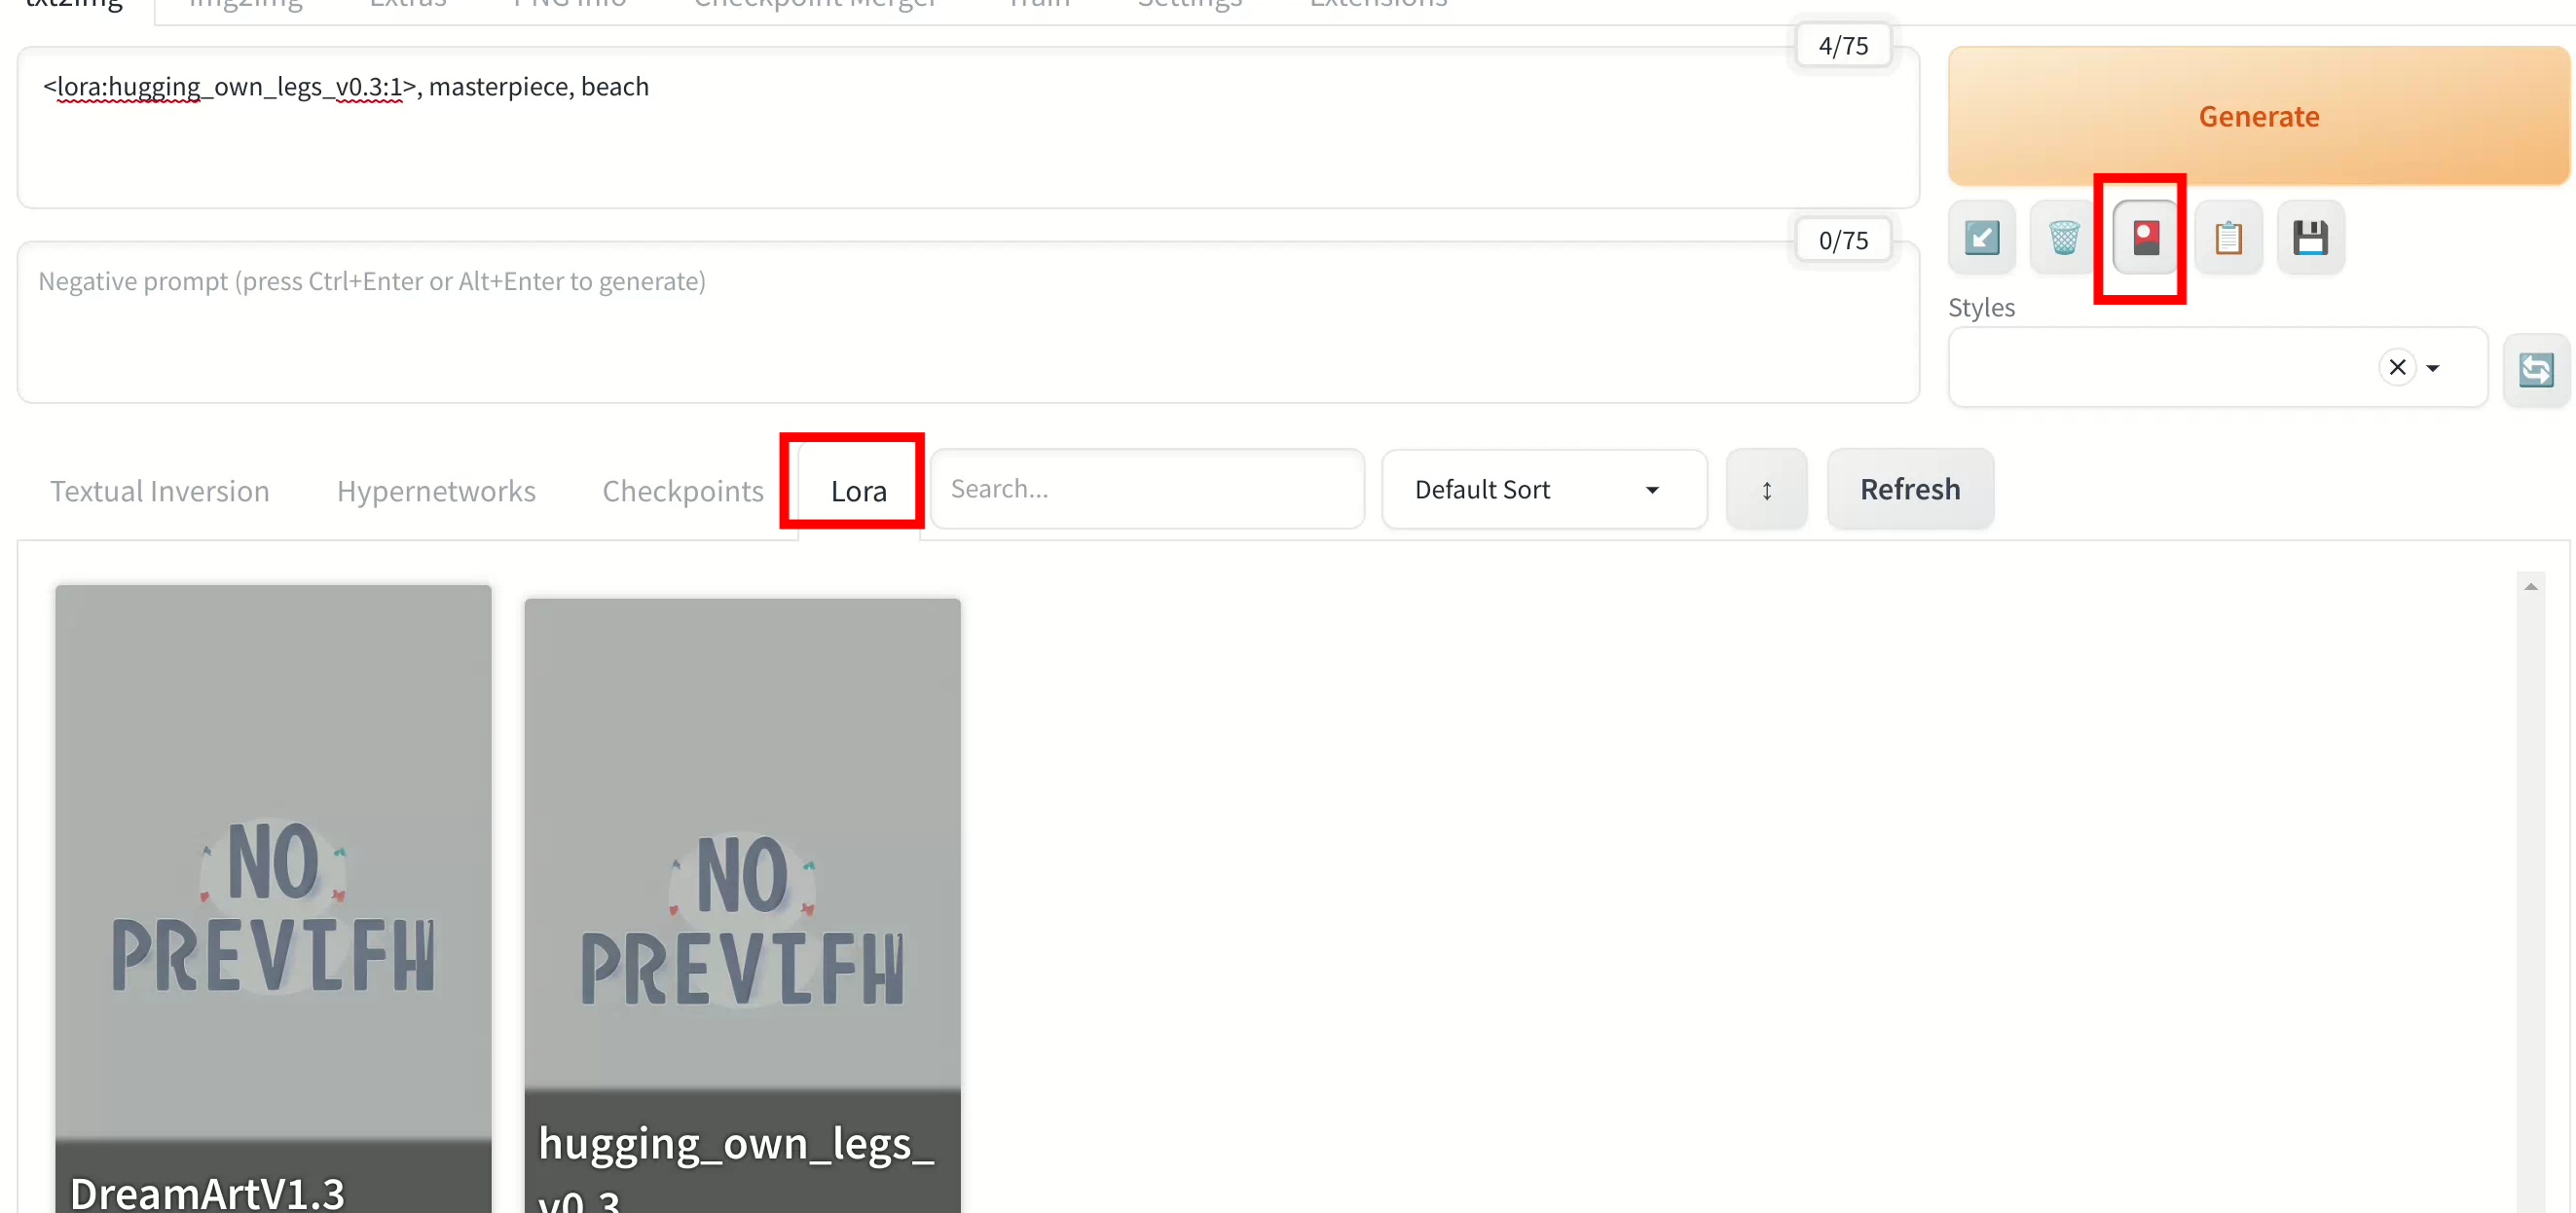 txt2img img2img Extras PNG Info Checkpoint Merger Train Settings Extensions
4/75
<lora:hugging_own_legs_v0.3:1>, masterpiece, beach
Generate
0/75
Negative prompt (press Ctrl+Enter or Alt+Enter to generate)
Styles
Textual Inversion Hypernetworks Checkpoints Lora Search... Default Sort Refresh
NO
PREVIEW
NO
PREVIEW
hugging_own_legs_
v0.3
DreamArtV1.3